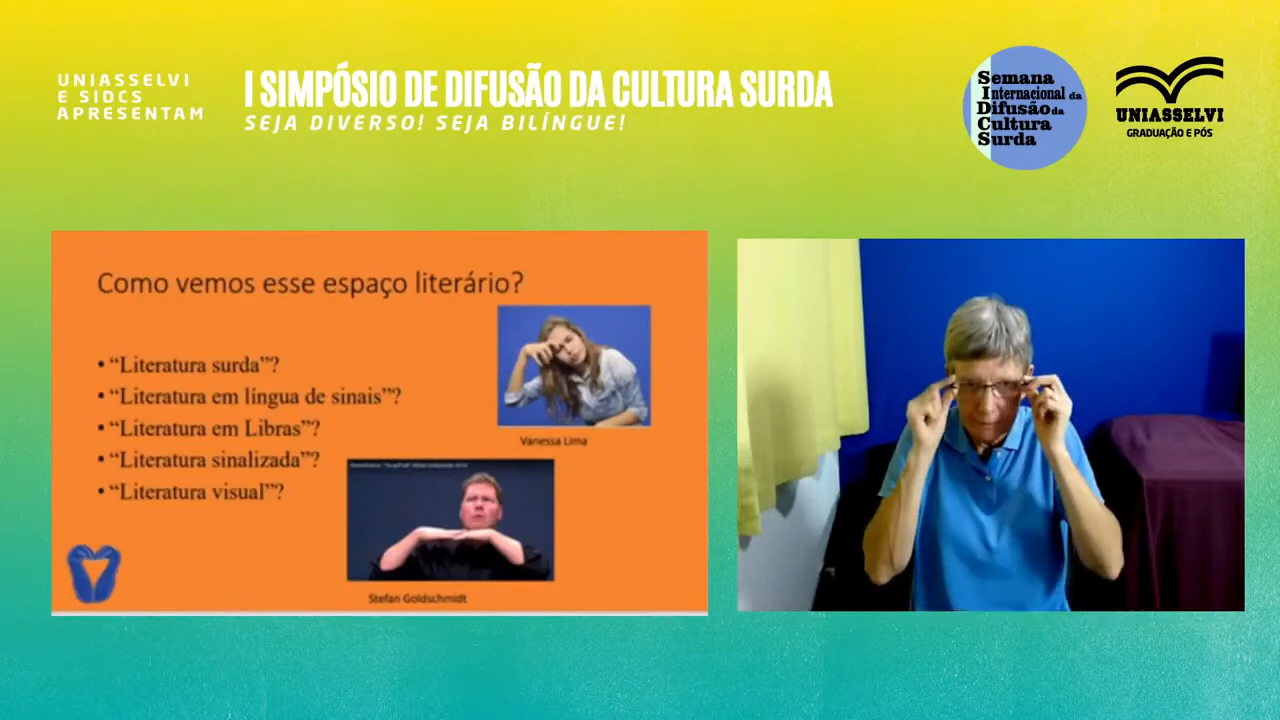 UNIASSELVI
E SIDCS
APRESENTAM
I SIMPÓSIO DE DIFUSÃO DA CULTURA SURDA
SEJA DIVERSO! SEJA BILÍNGUE!
Semana
Internacional da
Difusão da
Cultura
Surda
UNIASSELVI
GRADUAÇÃO E PÓS
Como vemos esse espaço literário?
• “Literatura surda”?
• “Literatura em língua de sinais”?
• “Literatura em Libras”?
• “Literatura sinalizada”?
• “Literatura visual”?
Vanessa Lima
Stefan Goldschmidt